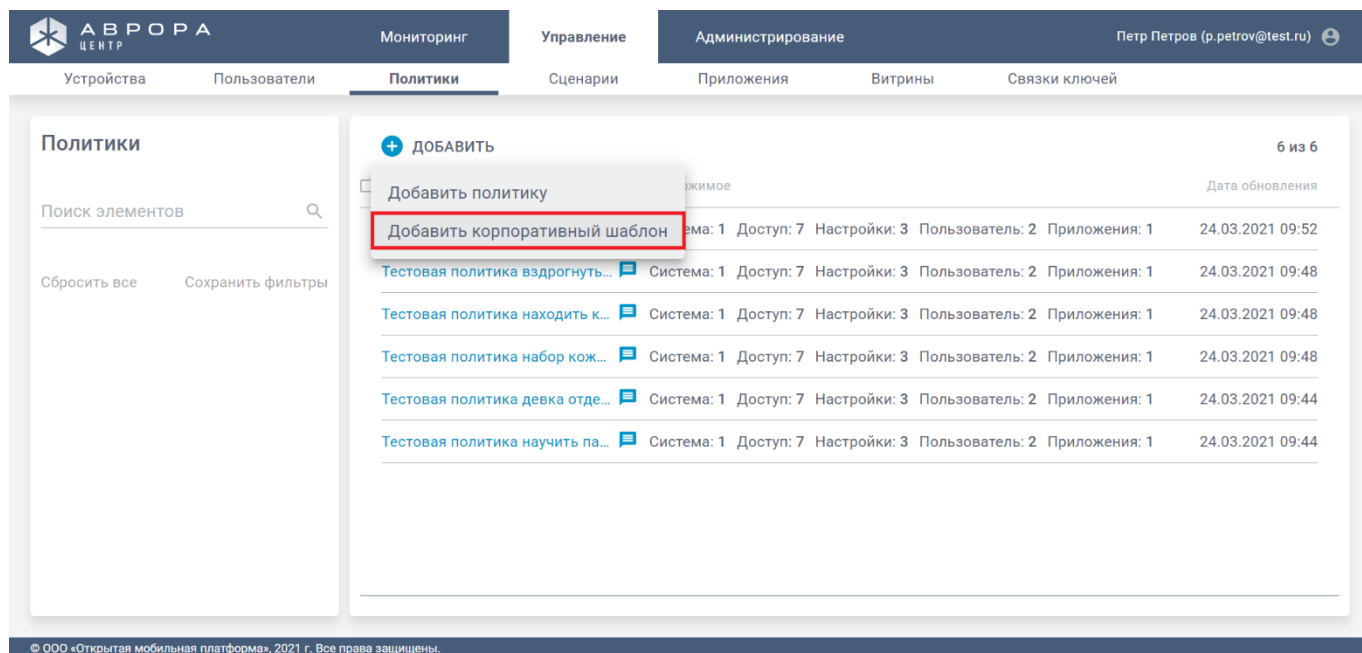 АВРОРА
ЦЕНТР
Мониторинг Управление Администрирование Петр Петров (p.petrov@test.ru)
Устройства Пользователи Политики Сценарии Приложения Витрины Связки ключей
Политики
Поиск элементов
Сбросить все Сохранить фильтры
ДОБАВИТЬ 6 из 6
Добавить политику
Добавить корпоративный шаблон
Дата обновления
Доступ: 7 Настройки: 3 Пользователь: 2 Приложения: 1 24.03.2021 09:52
Тестовая политика вздрогнуть... Система: 1 Доступ: 7 Настройки: 3 Пользователь: 2 Приложения: 1 24.03.2021 09:48
Тестовая политика находить к... Система: 1 Доступ: 7 Настройки: 3 Пользователь: 2 Приложения: 1 24.03.2021 09:48
Тестовая политика набор кож... Система: 1 Доступ: 7 Настройки: 3 Пользователь: 2 Приложения: 1 24.03.2021 09:48
Тестовая политика девка отде... Система: 1 Доступ: 7 Настройки: 3 Пользователь: 2 Приложения: 1 24.03.2021 09:44
Тестовая политика научить па... Система: 1 Доступ: 7 Настройки: 3 Пользователь: 2 Приложения: 1 24.03.2021 09:44
© ООО «Открытая мобильная платформа», 2021 г. Все права защищены.